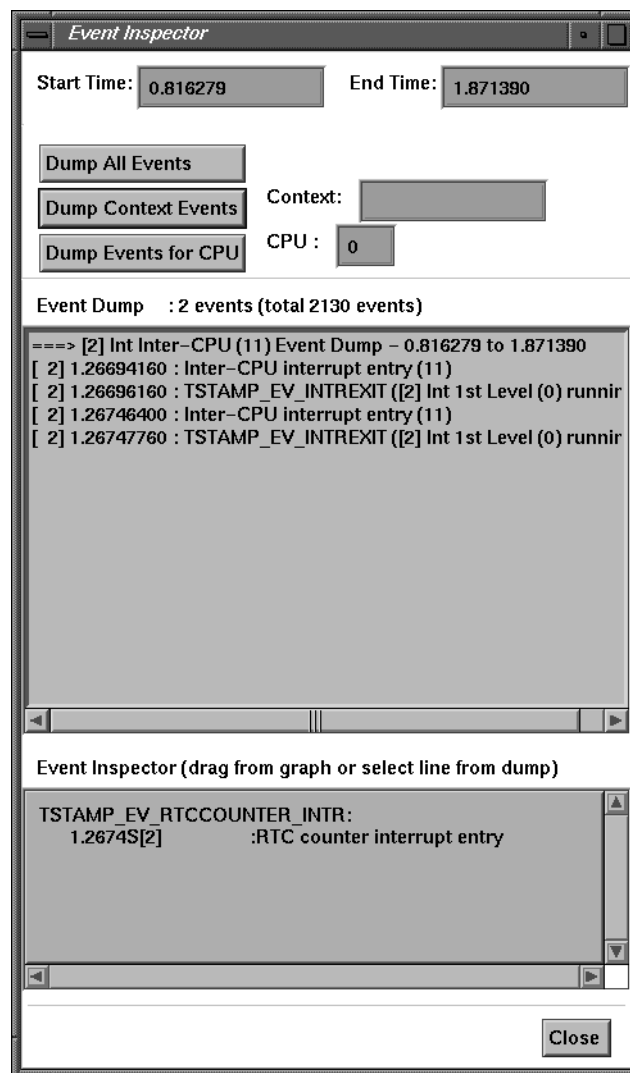 Event Inspector
Start Time: 0.816279 End Time: 1.871390
Dump All Events
Dump Context Events Context:
Dump Events for CPU CPU : 0
Event Dump : 2 events (total 2130 events)
===> [2] Int Inter-CPU (11) Event Dump - 0.816279 to 1.871390
[ 2] 1.26694160 : Inter-CPU interrupt entry (11)
[ 2] 1.26696160 : TSTAMP_EV_INTREXIT ([2] Int 1st Level (0) runnin
[ 2] 1.26746400 : Inter-CPU interrupt entry (11)
[ 2] 1.26747760 : TSTAMP_EV_INTREXIT ([2] Int 1st Level (0) runnin
Event Inspector (drag from graph or select line from dump)
TSTAMP_EV_RTCCOUNTER_INTR:
1.2674S[2] :RTC counter interrupt entry
Close